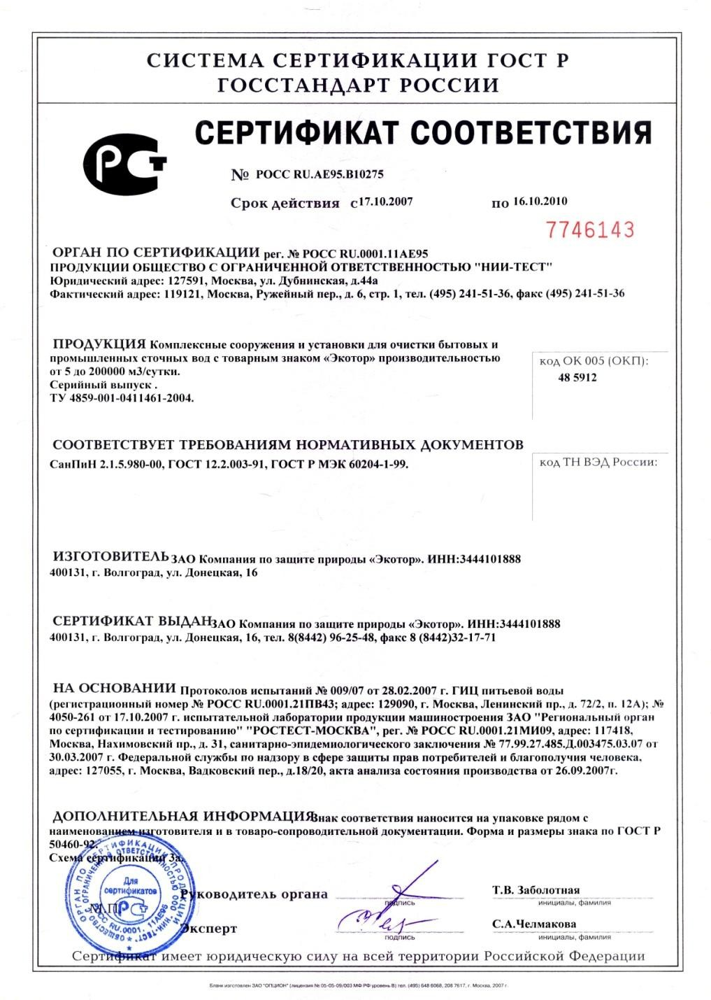 СИСТЕМА СЕРТИФИКАЦИИ ГОСТ Р
ГОССТАНДАРТ РОССИИ
СЕРТИФИКАТ СООТВЕТСТВИЯ
№ РОСС RU.АЕ95.В10275
Срок действия с 17.10.2007 по 16.10.2010
7746143
ОРГАН ПО СЕРТИФИКАЦИИ рег. № РОСС RU.0001.11АЕ95
ПРОДУКЦИИ ОБЩЕСТВО С ОГРАНИЧЕННОЙ ОТВЕТСТВЕННОСТЬЮ "НИИ-ТЕСТ"
Юридический адрес: 127591, Москва, ул. Дубнинская, д.44а
Фактический адрес: 119121, Москва, Ружейный пер., д. 6, стр. 1, тел. (495) 241-51-36, факс (495) 241-51-36
ПРОДУКЦИЯ Комплексные сооружения и установки для очистки бытовых и
промышленных сточных вод с товарным знаком «Экотор» производительностью
от 5 до 200000 м3/сутки.
Серийный выпуск .
ТУ 4859-001-0411461-2004.
код ОК 005 (ОКП):
48 5912
СООТВЕТСТВУЕТ ТРЕБОВАНИЯМ НОРМАТИВНЫХ ДОКУМЕНТОВ
СанПиН 2.1.5.980-00, ГОСТ 12.2.003-91, ГОСТ Р МЭК 60204-1-99.
код ТН ВЭД России:
ИЗГОТОВИТЕЛЬ ЗАО Компания по защите природы «Экотор». ИНН:3444101888
400131, г. Волгоград, ул. Донецкая, 16
СЕРТИФИКАТ ВЫДАН ЗАО Компания по защите природы «Экотор». ИНН:3444101888
400131, г. Волгоград, ул. Донецкая, 16, тел. 8(8442) 96-25-48, факс 8 (8442)32-17-71
НА ОСНОВАНИИ Протоколов испытаний № 009/07 от 28.02.2007 г. ГИЦ питьевой воды
(регистрационный номер № РОСС RU.0001.21ПВ43; адрес: 129090, г. Москва, Ленинский пр., д. 72/2, п. 12А); №
4050-261 от 17.10.2007 г. испытательной лаборатории продукции машиностроения ЗАО "Региональный орган
по сертификации и тестированию" "РОСТЕСТ-МОСКВА", рег. № РОСС RU.0001.21МИ09, адрес: 117418,
Москва, Нахимовский пр., д. 31, санитарно-эпидемиологического заключения № 77.99.27.485.Д.003475.03.07 от
30.03.2007 г. Федеральной службы по надзору в сфере защиты прав потребителей и благополучия человека,
адрес: 127055, г. Москва, Вадковский пер., д.18/20, акта анализа состояния производства от 26.09.2007г.
ДОПОЛНИТЕЛЬНАЯ ИНФОРМАЦИЯ Знак соответствия наносится на упаковке рядом с
наименованием изготовителя и в товаро-сопроводительной документации. Форма и размеры знака по ГОСТ Р
50460-92.
Схема сертификации 3а.
ОРГАН ПО СЕРТИФИКАЦИИ ПРОДУКЦИИ
ОБЩЕСТВО С ОГРАНИЧЕННОЙ ОТВЕТСТВЕННОСТЬЮ ООО "НИИ-ТЕСТ"
РОСС RU.0001.11АЕ95
Для
сертификатов
М.П.
Руководитель органа
подпись
Т.В. Заболотная
инициалы, фамилия
Эксперт
подпись
С.А.Челмакова
инициалы, фамилия
Сертификат имеет юридическую силу на всей территории Российской Федерации
Бланк изготовлен ЗАО "ОПЦИОН" (лицензия № 05-05-09/003 МФ РФ уровень В) тел. (495) 648 6068, 208 7617, г. Москва, 2007 г.